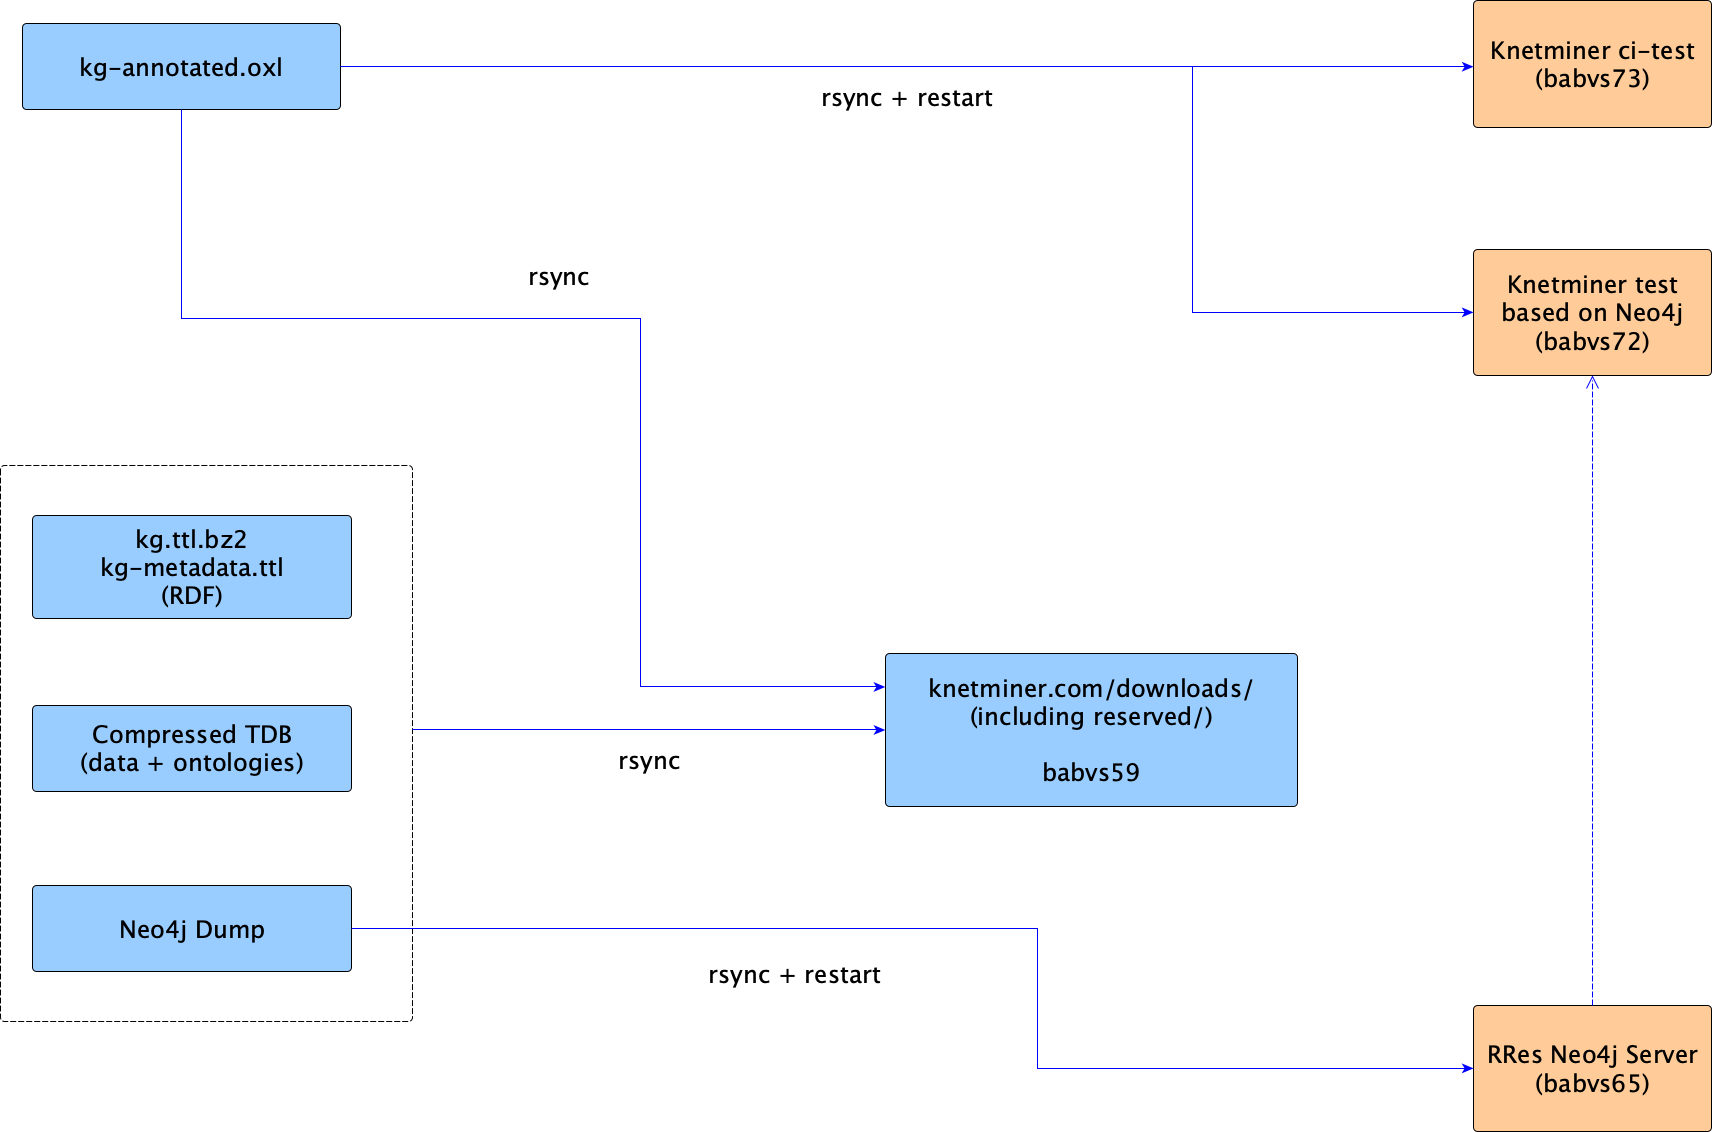 kg-annotated.oxl
rsync + restart
Knetminer ci-test
(babvs73)
rsync
Knetminer test
based on Neo4j
(babvs72)
kg.ttl.bz2
kg-metadata.ttl
(RDF)
Compressed TDB
(data + ontologies)
rsync
knetminer.com/downloads/
(including reserved/)
babvs59
Neo4j Dump
rsync + restart
RRes Neo4j Server
(babvs65)